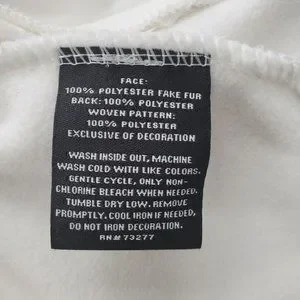 FACE:
100% POLYESTER FAKE FUR
BACK: 100% POLYESTER
WOVEN PATTERN:
100% POLYESTER
EXCLUSIVE OF DECORATION
WASH INSIDE OUT, MACHINE
WASH COLD WITH LIKE COLORS.
GENTLE CYCLE, ONLY NON-
CHLORINE BLEACH WHEN NEEDED.
TUMBLE DRY LOW. REMOVE
PROMPTLY. COOL IRON IF NEEDED,
DO NOT IRON DECORATION.
RN# 73277